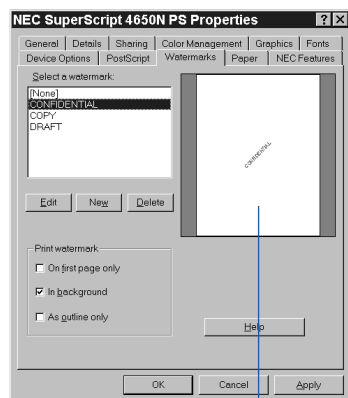 NEC SuperScript 4650N PS Properties
General Details Sharing Color Management Graphics Fonts
Device Options PostScript Watermarks Paper NEC Features
Select a watermark:
[None]
CONFIDENTIAL
COPY
DRAFT
CONFIDENTIAL
Edit New Delete
Print watermark
On first page only
In background
As outline only
Help
OK Cancel Apply